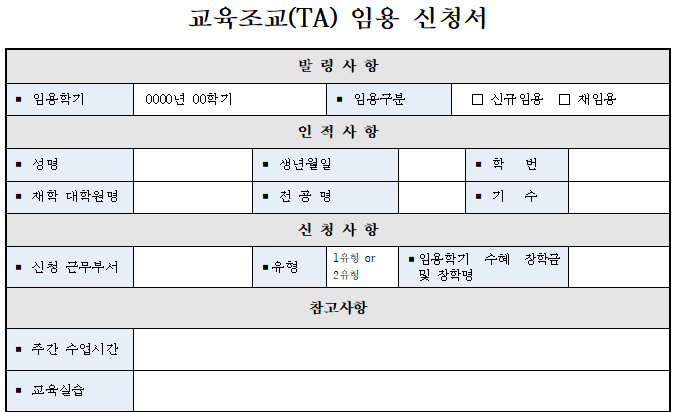 교육조교(TA) 임용 신청서
발 령 사 항
▪ 임용학기 0000년 00학기 ▪ 임용구분 □ 신규임용 □ 재임용
인 적 사 항
▪ 성명 ▪ 생년월일 ▪ 학 번
▪ 재학 대학원명 ▪ 전 공 명 ▪ 기 수
신 청 사 항
▪ 신청 근무부서 ▪유형 1유형 or ▪임용학기 수혜 장학금
2유형 및 장학명
참고사항
▪ 주간 수업시간
▪ 교육실습